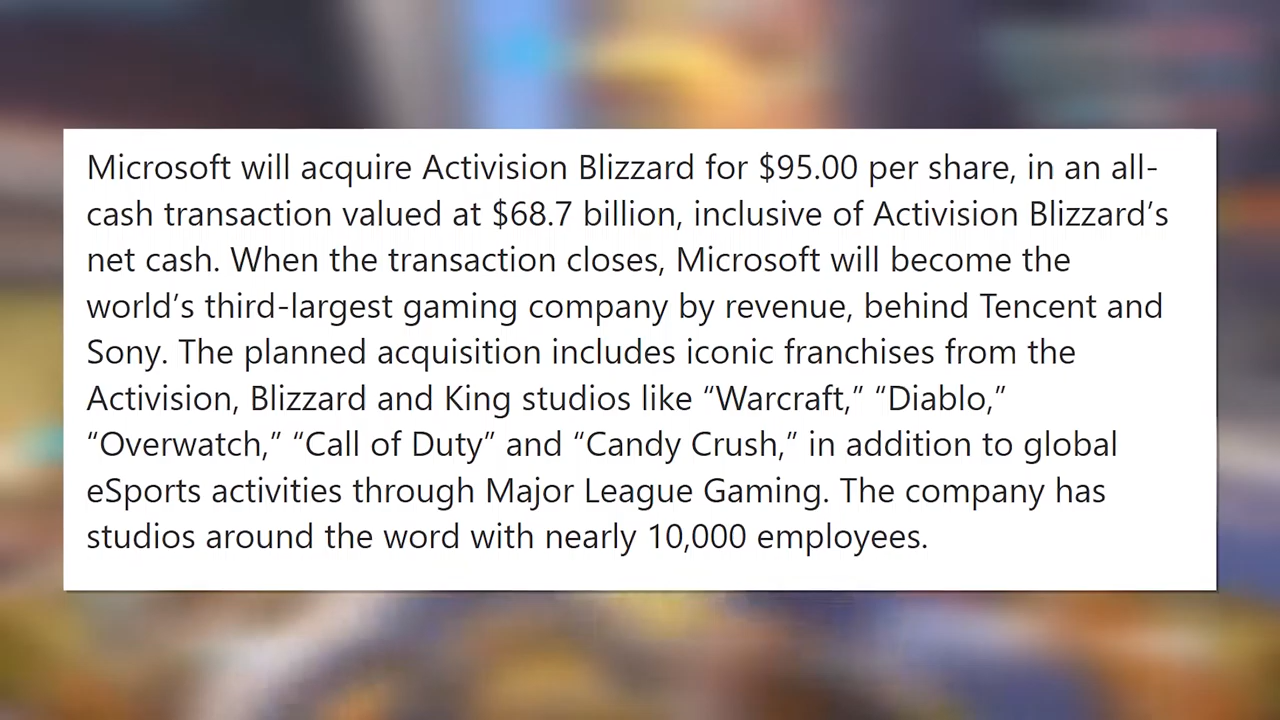 Microsoft will acquire Activision Blizzard for $95.00 per share, in an all-
cash transaction valued at $68.7 billion, inclusive of Activision Blizzard’s
net cash. When the transaction closes, Microsoft will become the
world’s third-largest gaming company by revenue, behind Tencent and
Sony. The planned acquisition includes iconic franchises from the
Activision, Blizzard and King studios like “Warcraft,” “Diablo,”
“Overwatch,” “Call of Duty” and “Candy Crush,” in addition to global
eSports activities through Major League Gaming. The company has
studios around the word with nearly 10,000 employees.